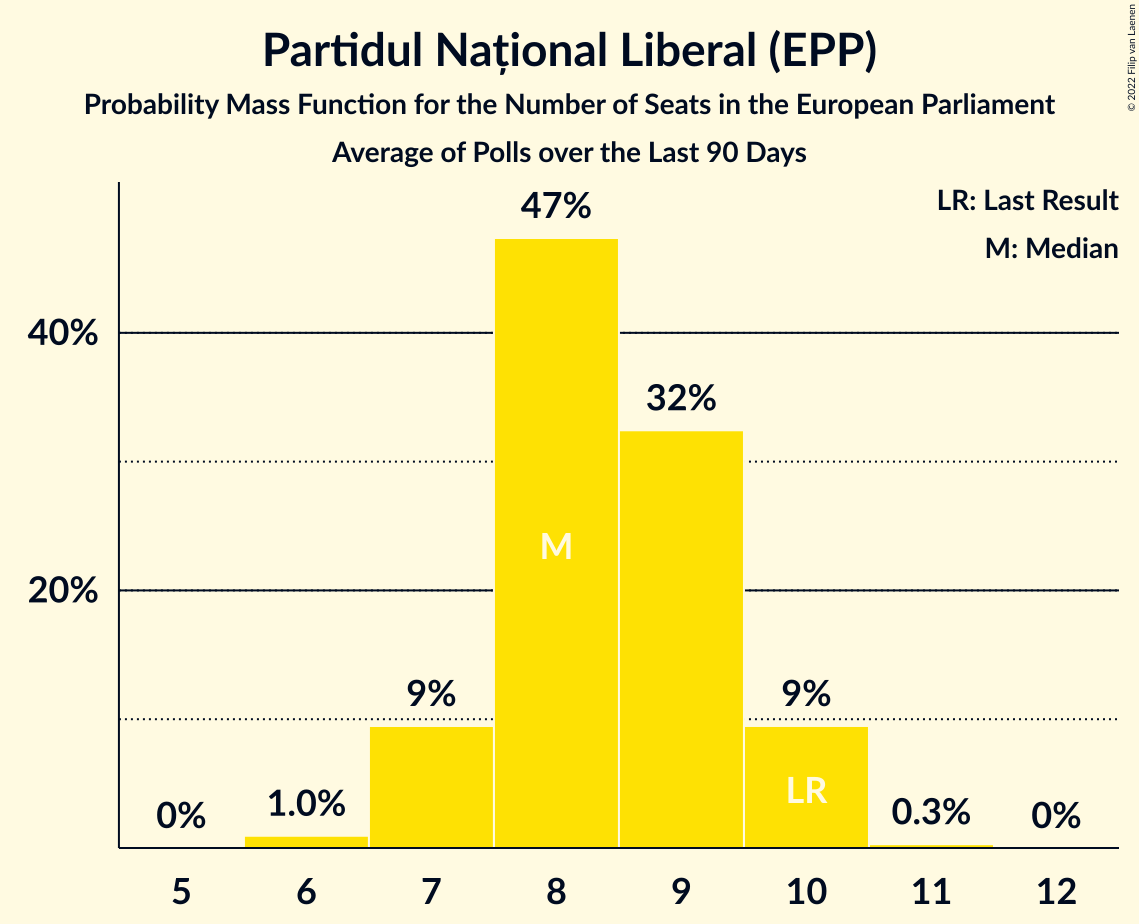 Partidul Național Liberal (EPP)
Probability Mass Function for the Number of Seats in the European Parliament
Average of Polls over the Last 90 Days
© 2022 Filip van Laenen
LR: Last Result
M: Median
40%
20%
0%
1.0%
9%
47%
32%
9%
0.3%
0%
M
LR
5 6 7 8 9 10 11 12